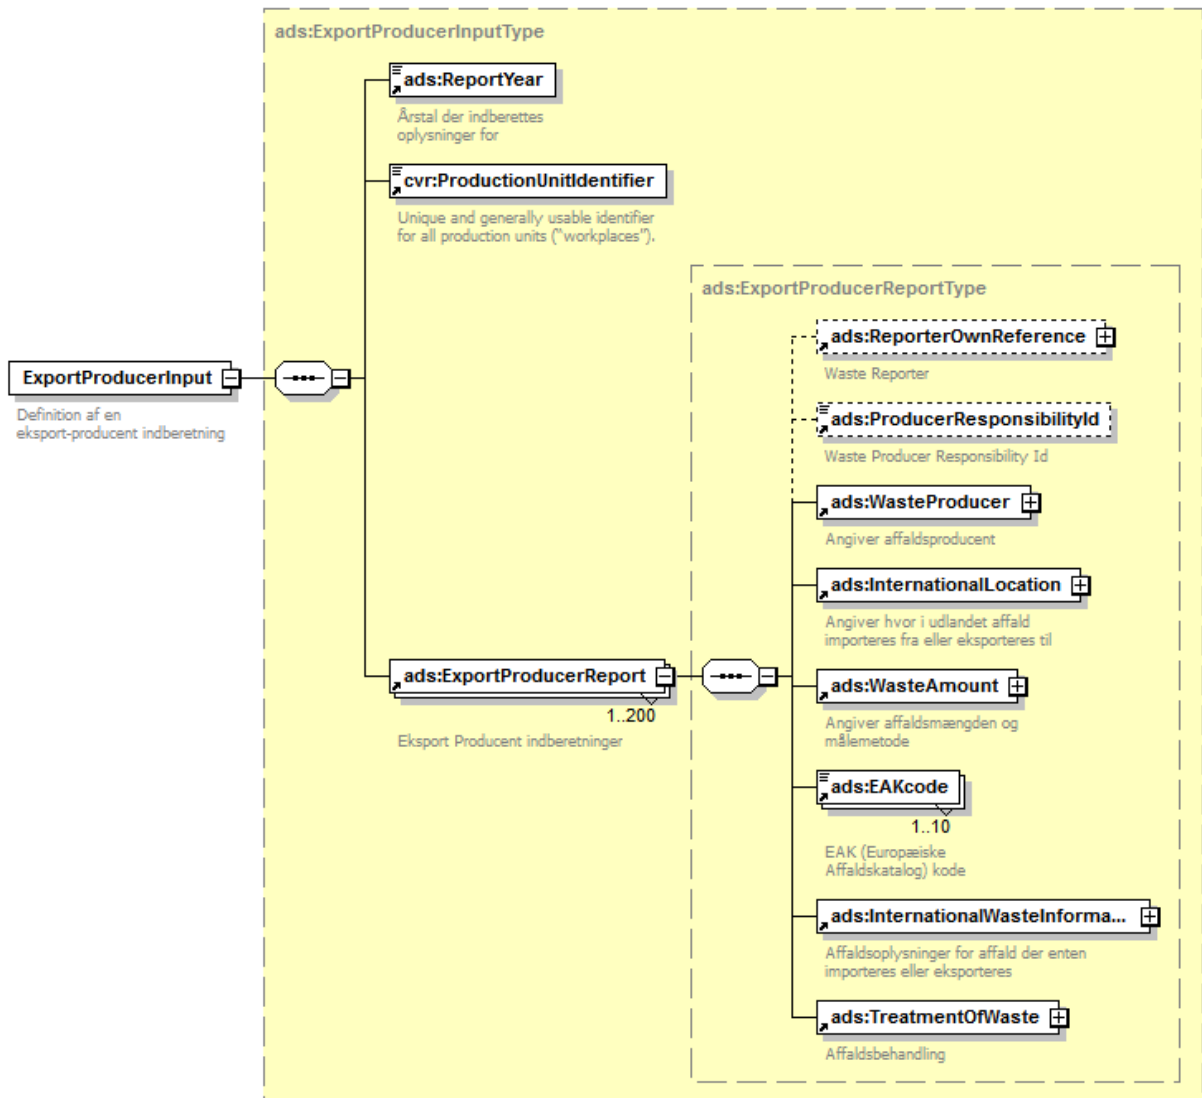 ads:ExportProducerInputType
ads:ReportYear
Årstal der indberettes
oplysninger for
cvr:ProductionUnitIdentifier
Unique and generally usable identifier
for all production units ("workplaces").
ads:ExportProducerReportType
ads:ReporterOwnReference
Waste Reporter
ExportProducerInput
Definition af en
eksport-producent indberetning
ads:ProducerResponsibilityId
Waste Producer Responsibility Id
ads:WasteProducer
Angiver affaldsproducent
ads:InternationalLocation
Angiver hvor i udlandet affald
importeres fra eller eksporteres til
ads:ExportProducerReport
1..200
Eksport Producent indberetninger
ads:WasteAmount
Angiver affaldsmængden og
målemetode
ads:EAKcode
1..10
EAK (Europæiske
Affaldskatalog) kode
ads:InternationalWasteInforma...
Affaldsoplysninger for affald der enten
importeres eller eksporteres
ads:TreatmentOfWaste
Affaldsbehandling